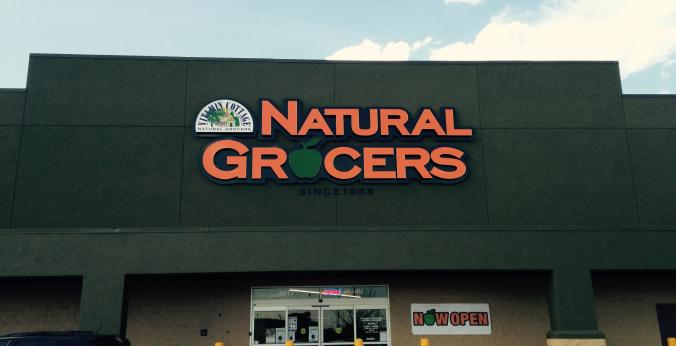 VITAMIN COTTAGE
NATURAL GROCERS
NATURAL
GROCERS
SINCE 1955
NOW OPEN